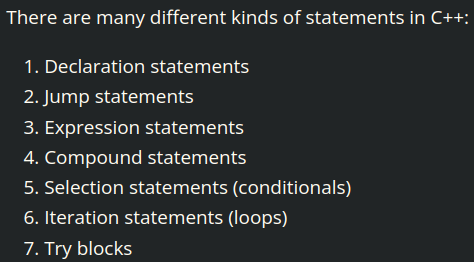 There are many different kinds of statements in C++:
1. Declaration statements
2. Jump statements
3. Expression statements
4. Compound statements
5. Selection statements (conditionals)
6. Iteration statements (loops)
7. Try blocks